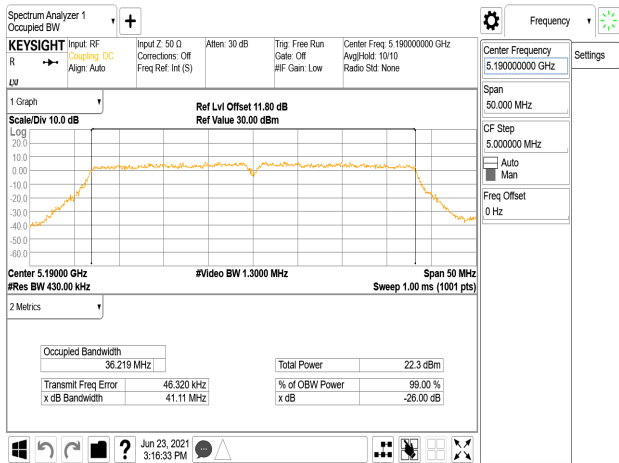 Spectrum Analyzer 1
Occupied BW
Frequency
KEYSIGHT
R
LXI
Input: RF
Coupling: DC
Align: Auto
Input Z: 50 Ω
Corrections: Off
Freq Ref: Int (S)
Atten: 30 dB
Trig: Free Run
Gate: Off
#IF Gain: Low
Center Freq: 5.190000000 GHz
Avg|Hold: 10/10
Radio Std: None
Center Frequency
5.190000000 GHz
Settings
Span
50.000 MHz
CF Step
5.000000 MHz
Auto
Man
Freq Offset
0 Hz
1 Graph
Scale/Div 10.0 dB
Ref Lvl Offset 11.80 dB
Ref Value 30.00 dBm
Log
20.0
10.0
0.00
-10.0
-20.0
-30.0
-40.0
-50.0
-60.0
Center 5.19000 GHz
#Res BW 430.00 kHz
#Video BW 1.3000 MHz
Span 50 MHz
Sweep 1.00 ms (1001 pts)
2 Metrics
Occupied Bandwidth
36.219 MHz
Total Power 22.3 dBm
Transmit Freq Error 46.320 kHz
% of OBW Power 99.00 %
x dB Bandwidth 41.11 MHz
x dB -26.00 dB
?
Jun 23, 2021
3:16:33 PM